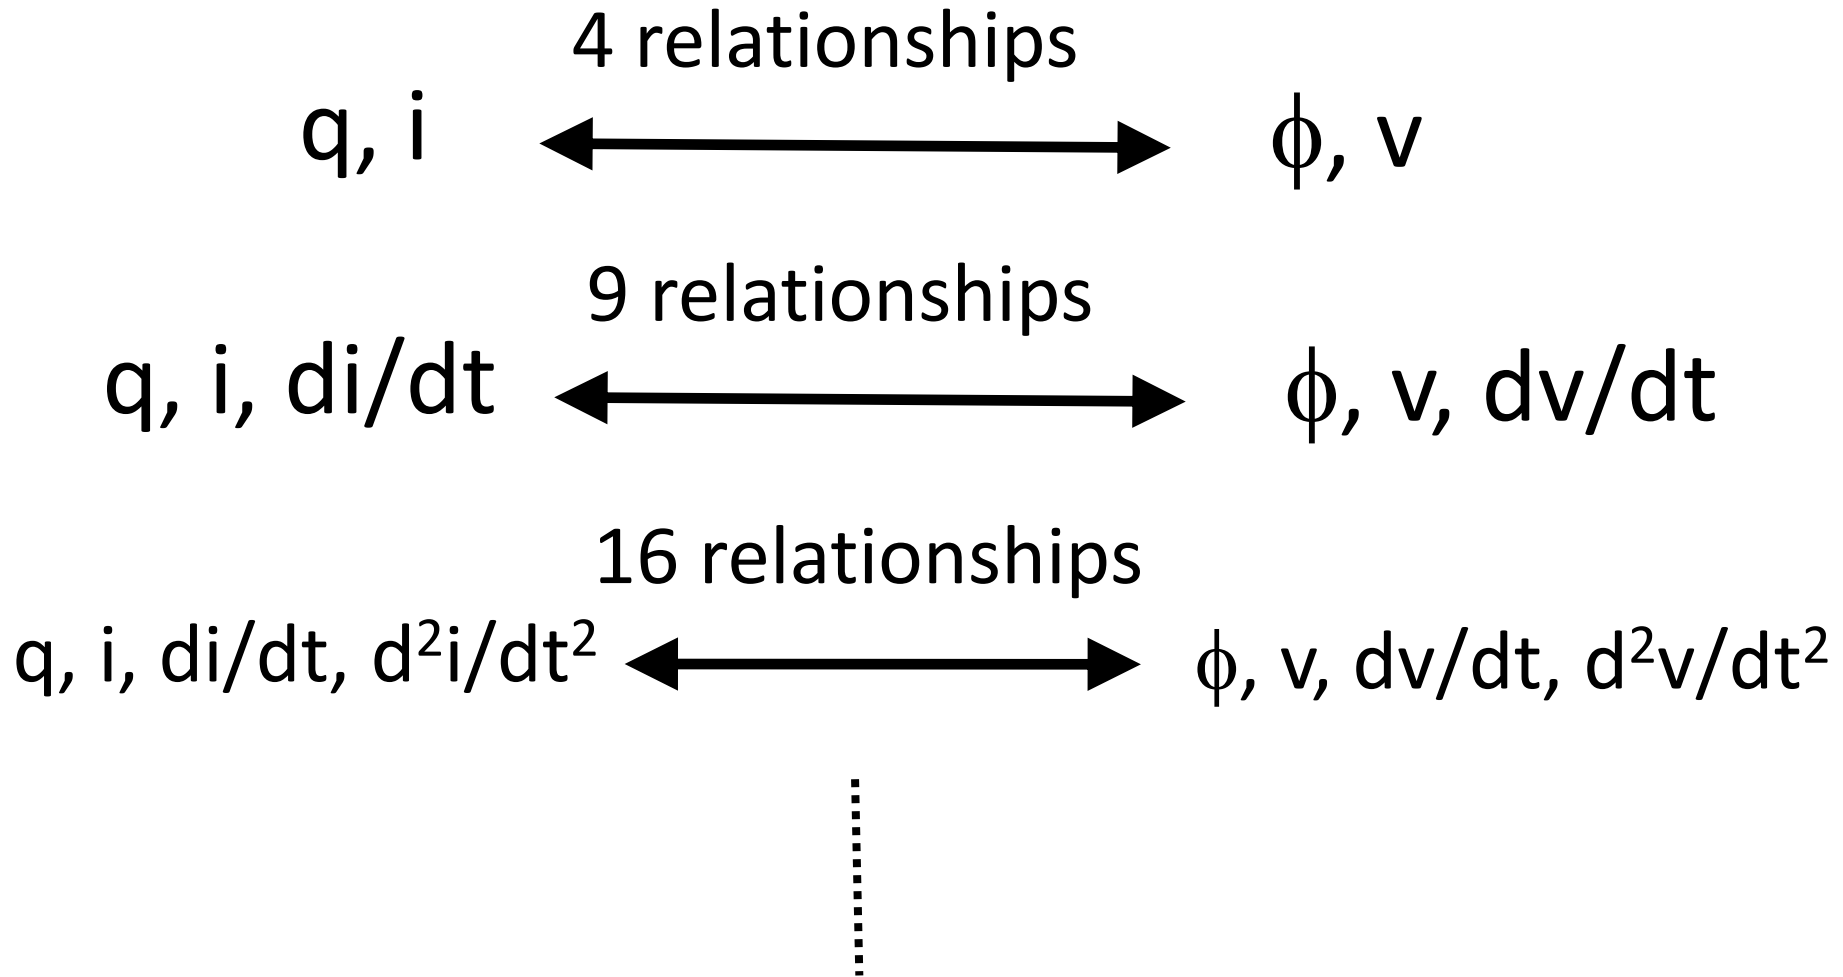 4 relationships
q, i ϕ, v
9 relationships
q, i, di/dt ϕ, v, dv/dt
16 relationships
q, i, di/dt, d²i/dt² ϕ, v, dv/dt, d²v/dt²